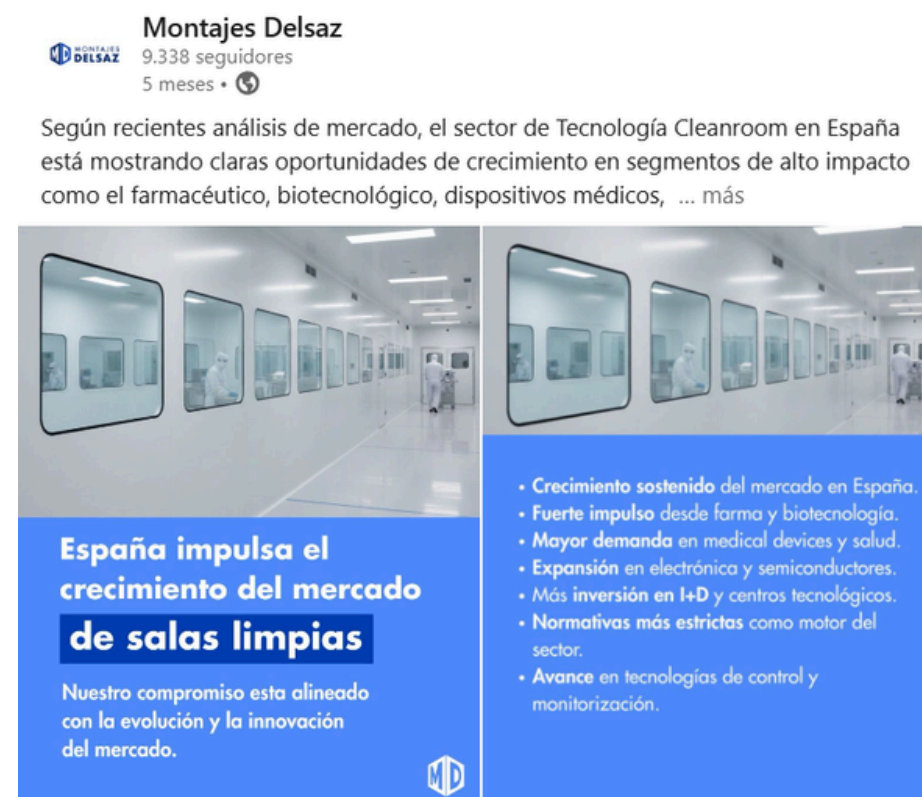 MONTAJES
DELSAZ
Montajes Delsaz
9.338 seguidores
5 meses •
Según recientes análisis de mercado, el sector de Tecnología Cleanroom en España
está mostrando claras oportunidades de crecimiento en segmentos de alto impacto
como el farmacéutico, biotecnológico, dispositivos médicos, ... más
España impulsa el
crecimiento del mercado
de salas limpias
Nuestro compromiso esta alineado
con la evolución y la innovación
del mercado.
MD
• Crecimiento sostenido del mercado en España.
• Fuerte impulso desde farma y biotecnología.
• Mayor demanda en medical devices y salud.
• Expansión en electrónica y semiconductores.
• Más inversión en I+D y centros tecnológicos.
• Normativas más estrictas como motor del
sector.
• Avance en tecnologías de control y
monitorización.